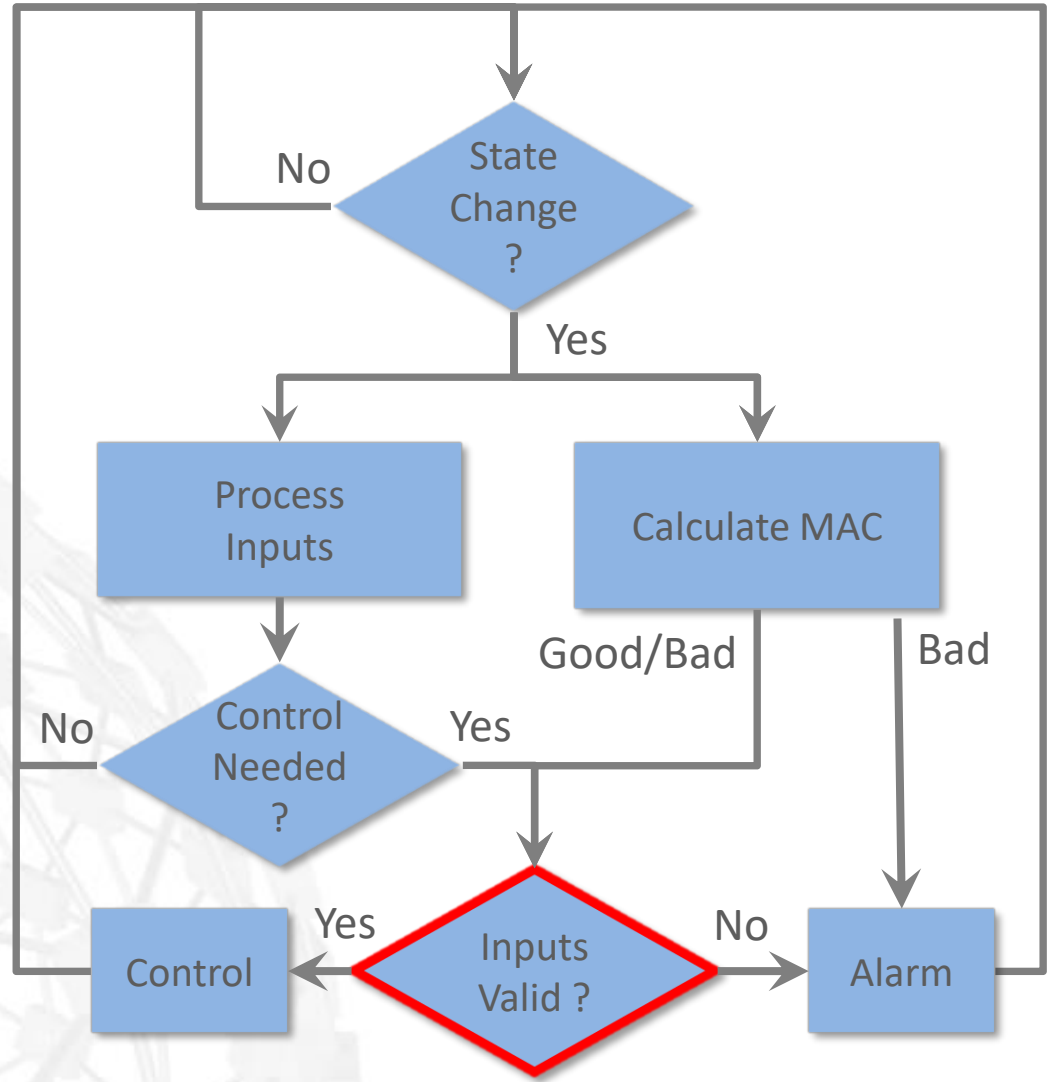 State
Change
?
No
Yes
Process
Inputs
Calculate MAC
Good/Bad
Bad
Control
Needed
?
No
Yes
Yes
Inputs
Valid ?
No
Control
Alarm